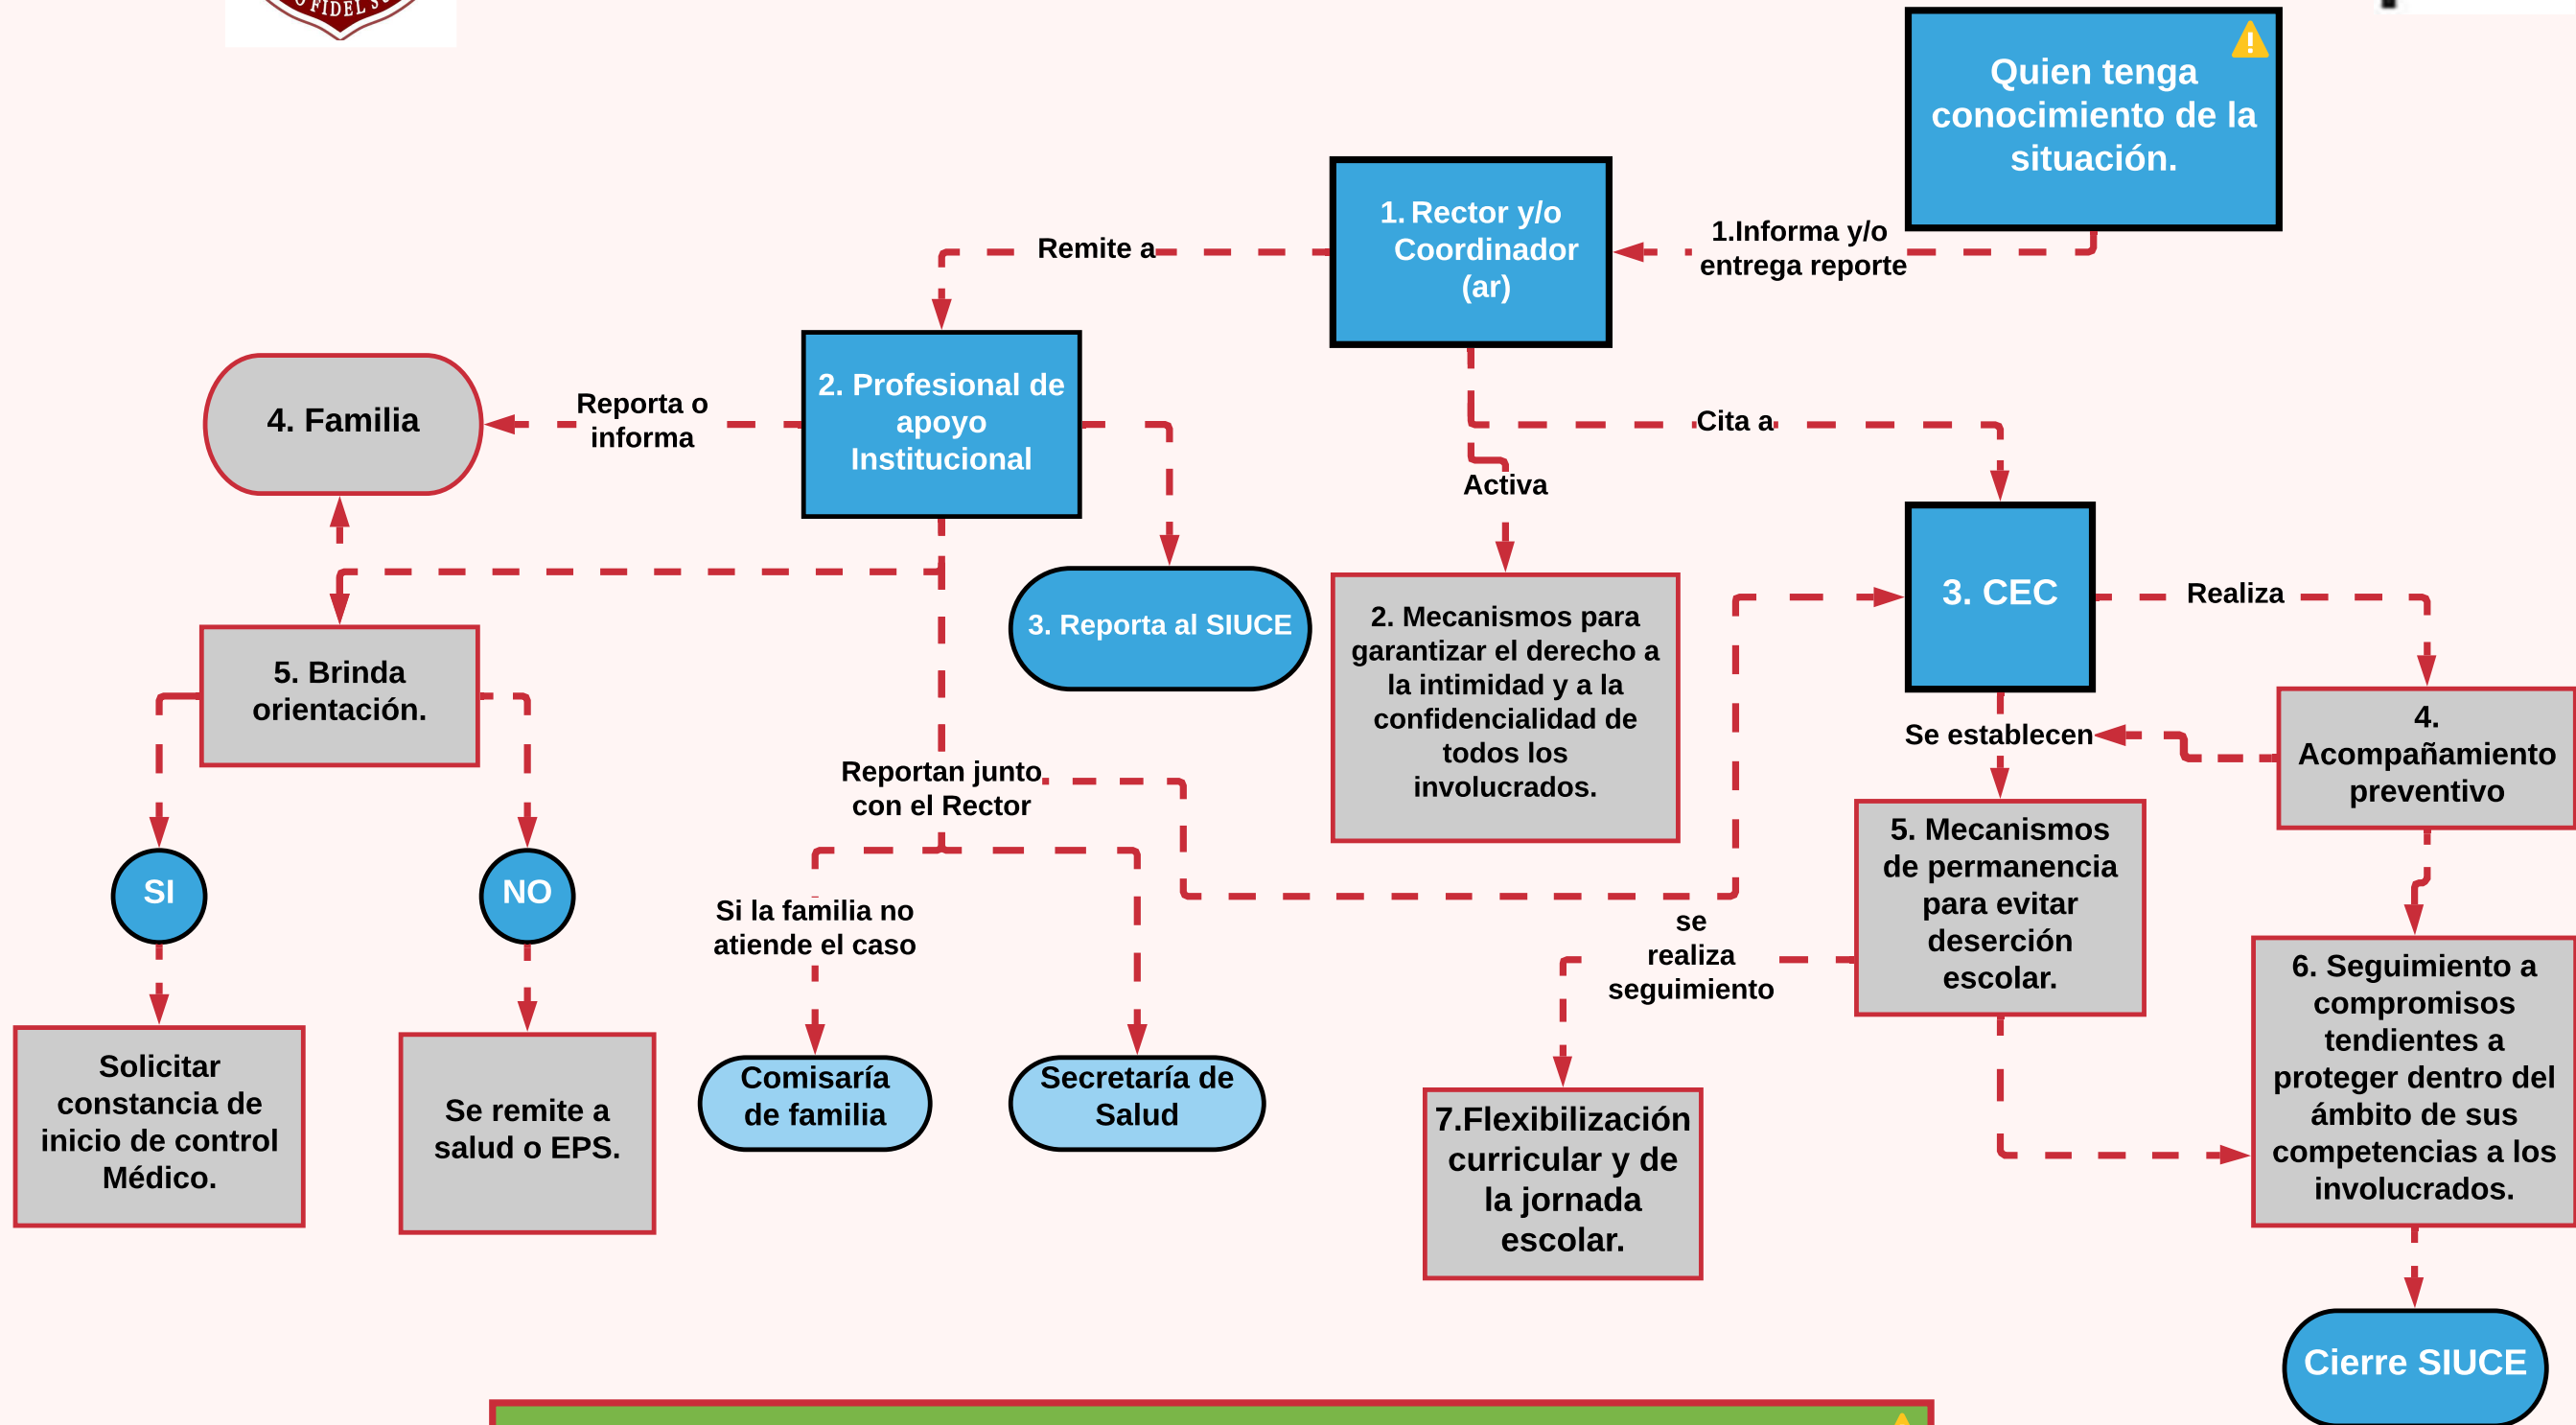 O FIDEL SU
Quien tenga
conocimiento de la
situación.
1. Rector y/o
Coordinador
(ar)
1.Informa y/o
entrega reporte
Remite a
2. Profesional de
apoyo
Institucional
Reporta o
informa
4. Familia
Cita a
Activa
3. CEC
Realiza
3. Reporta al SIUCE
2. Mecanismos para
garantizar el derecho a
la intimidad y a la
confidencialidad de
todos los
involucrados.
5. Brinda
orientación.
Se establecen
4.
Acompañamiento
preventivo
Reportan junto
con el Rector
5. Mecanismos
de permanencia
para evitar
deserción
escolar.
SI
NO
Si la familia no
atiende el caso
se
realiza
seguimiento
6. Seguimiento a
compromisos
tendientes a
proteger dentro del
ámbito de sus
competencias a los
involucrados.
Solicitar
constancia de
inicio de control
Médico.
Se remite a
salud o EPS.
Comisaría
de familia
Secretaría de
Salud
7.Flexibilización
curricular y de
la jornada
escolar.
Cierre SIUCE